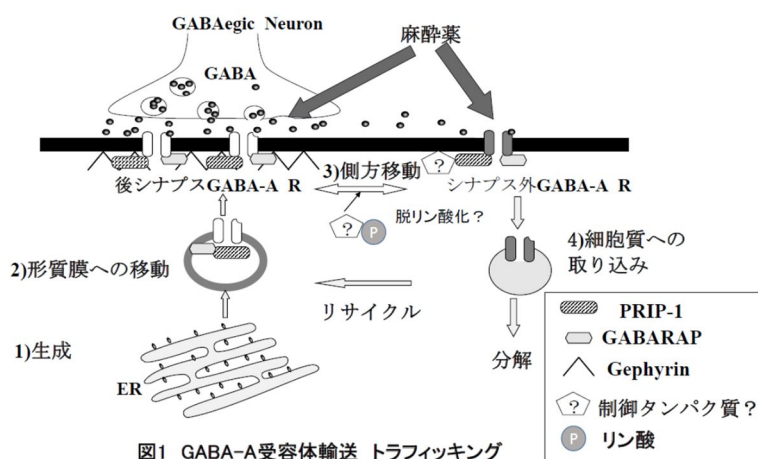 GABAegic Neuron
麻酔薬
GABA
3)側方移動
?
後シナプスGABA-A R
シナプス外GABA-A R
? P
脱リン酸化？
2)形質膜への移動
4)細胞質への
取り込み
リサイクル
1)生成
ER
分解
PRIP-1
GABARAP
Gephyrin
? 制御タンパク質？
P リン酸
図1 GABA-A受容体輸送 トラフィッキング